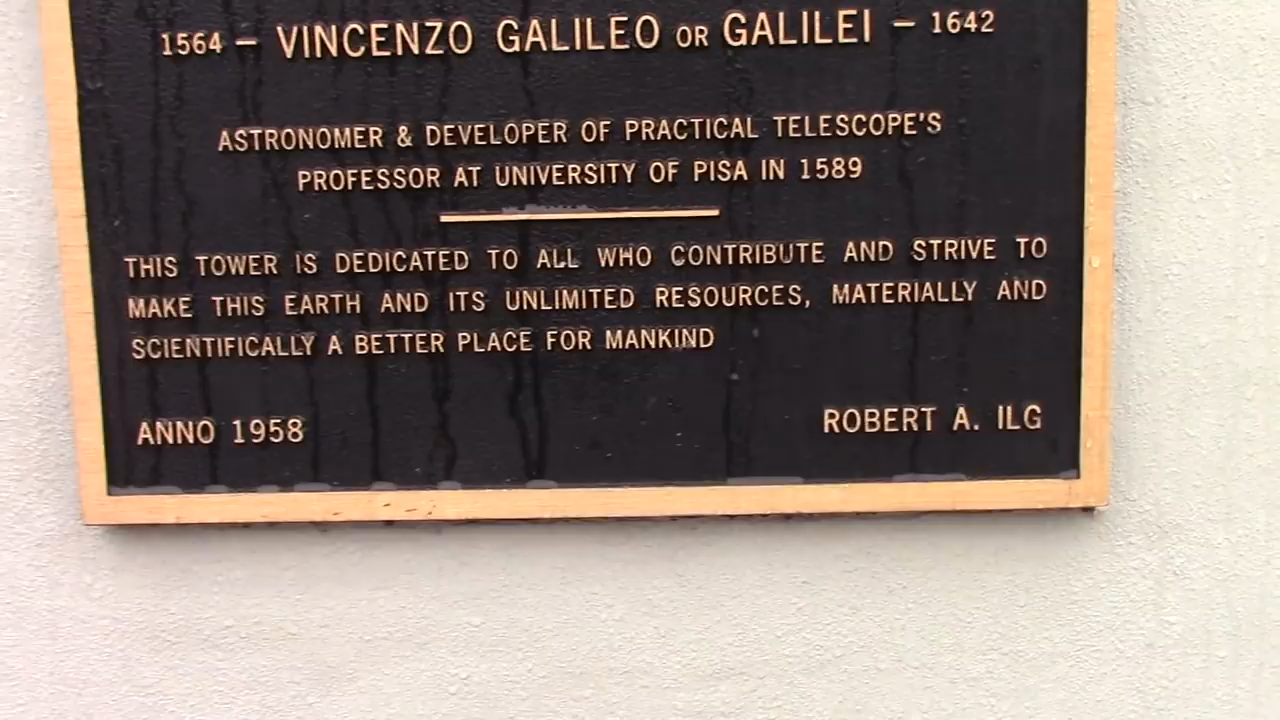 1564 – VINCENZO GALILEO OR GALILEI – 1642
ASTRONOMER & DEVELOPER OF PRACTICAL TELESCOPE'S
PROFESSOR AT UNIVERSITY OF PISA IN 1589
THIS TOWER IS DEDICATED TO ALL WHO CONTRIBUTE AND STRIVE TO
MAKE THIS EARTH AND ITS UNLIMITED RESOURCES, MATERIALLY AND
SCIENTIFICALLY A BETTER PLACE FOR MANKIND
ANNO 1958 ROBERT A. ILG